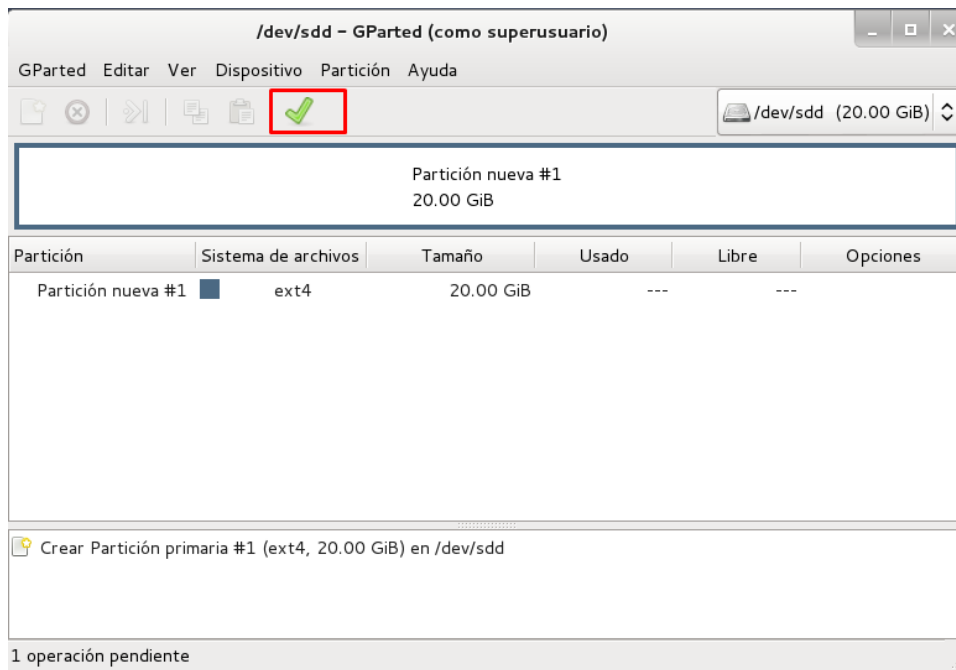 /dev/sdd - GParted (como superusuario)
GParted Editar Ver Dispositivo Partición Ayuda
/dev/sdd (20.00 GiB)
Partición nueva #1
20.00 GiB
Partición Sistema de archivos Tamaño Usado Libre Opciones
Partición nueva #1 ext4 20.00 GiB --- ---
Crear Partición primaria #1 (ext4, 20.00 GiB) en /dev/sdd
1 operación pendiente